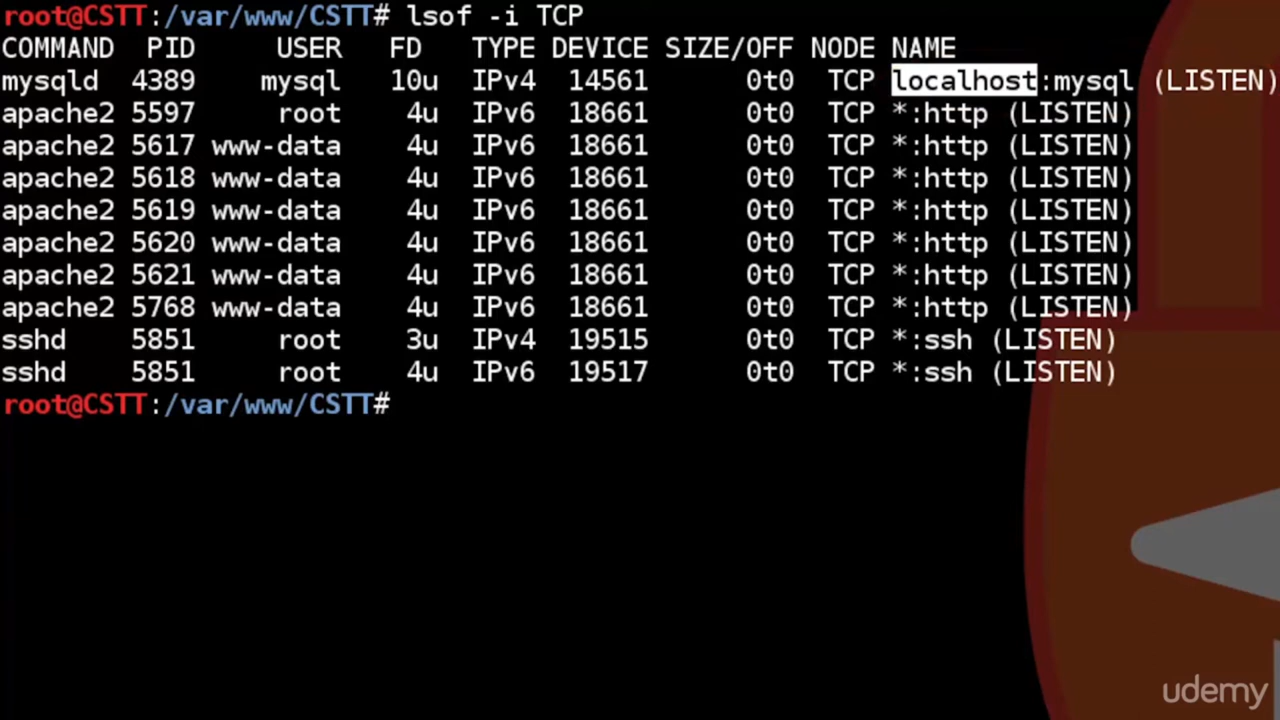 root@CSTT:/var/www/CSTT# lsof -i TCP
COMMAND  PID     USER   FD   TYPE DEVICE SIZE/OFF NODE NAME
mysqld  4389    mysql   10u  IPv4  14561      0t0  TCP localhost:mysql (LISTEN)
apache2 5597     root    4u  IPv6  18661      0t0  TCP *:http (LISTEN)
apache2 5617 www-data    4u  IPv6  18661      0t0  TCP *:http (LISTEN)
apache2 5618 www-data    4u  IPv6  18661      0t0  TCP *:http (LISTEN)
apache2 5619 www-data    4u  IPv6  18661      0t0  TCP *:http (LISTEN)
apache2 5620 www-data    4u  IPv6  18661      0t0  TCP *:http (LISTEN)
apache2 5621 www-data    4u  IPv6  18661      0t0  TCP *:http (LISTEN)
apache2 5768 www-data    4u  IPv6  18661      0t0  TCP *:http (LISTEN)
sshd    5851     root    3u  IPv4  19515      0t0  TCP *:ssh (LISTEN)
sshd    5851     root    4u  IPv6  19517      0t0  TCP *:ssh (LISTEN)
root@CSTT:/var/www/CSTT#
udemy